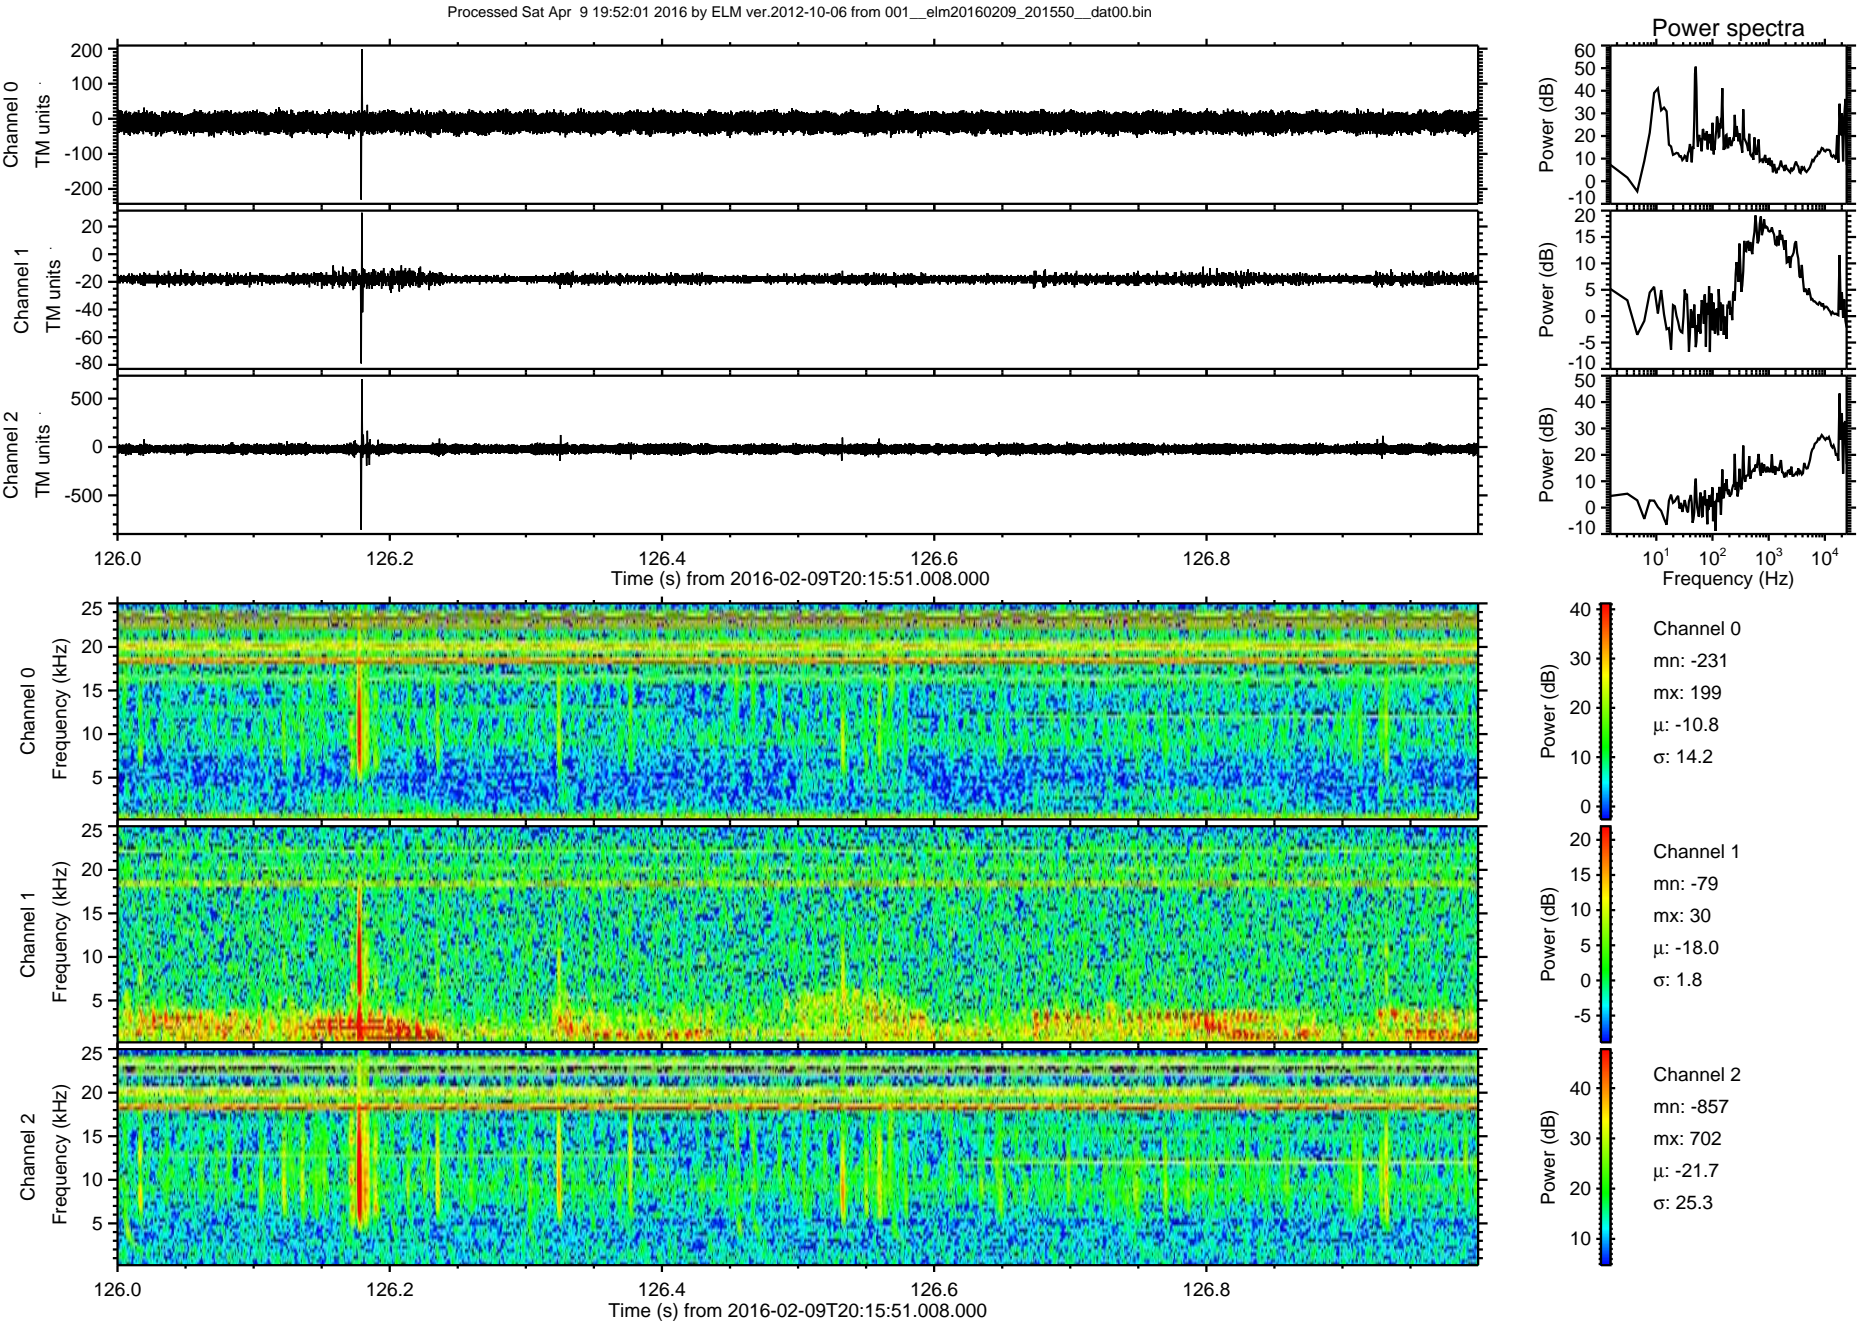 Processed Sat Apr  9 19:52:01 2016 by ELM ver.2012-10-06 from 001__elm20160209_201550__dat00.bin
Power spectra
Channel 0
TM units
200
100
0
-100
-200
Power (dB)
60
50
40
30
20
10
0
-10
Channel 1
TM units
20
0
-20
-40
-60
-80
Power (dB)
20
15
10
5
0
-5
-10
Channel 2
TM units
500
0
-500
Power (dB)
50
40
30
20
10
0
-10
126.0 126.2 126.4 126.6 126.8
Time (s) from 2016-02-09T20:15:51.008.000
10¹ 10² 10³ 10⁴
Frequency (Hz)
Channel 0
Frequency (kHz)
25
20
15
10
5
Power (dB)
40
30
20
10
0
Channel 0
mn: -231
mx: 199
μ: -10.8
σ: 14.2
Channel 1
Frequency (kHz)
25
20
15
10
5
Power (dB)
20
15
10
5
0
-5
Channel 1
mn: -79
mx: 30
μ: -18.0
σ: 1.8
Channel 2
Frequency (kHz)
25
20
15
10
5
Power (dB)
40
30
20
10
Channel 2
mn: -857
mx: 702
μ: -21.7
σ: 25.3
126.0 126.2 126.4 126.6 126.8
Time (s) from 2016-02-09T20:15:51.008.000